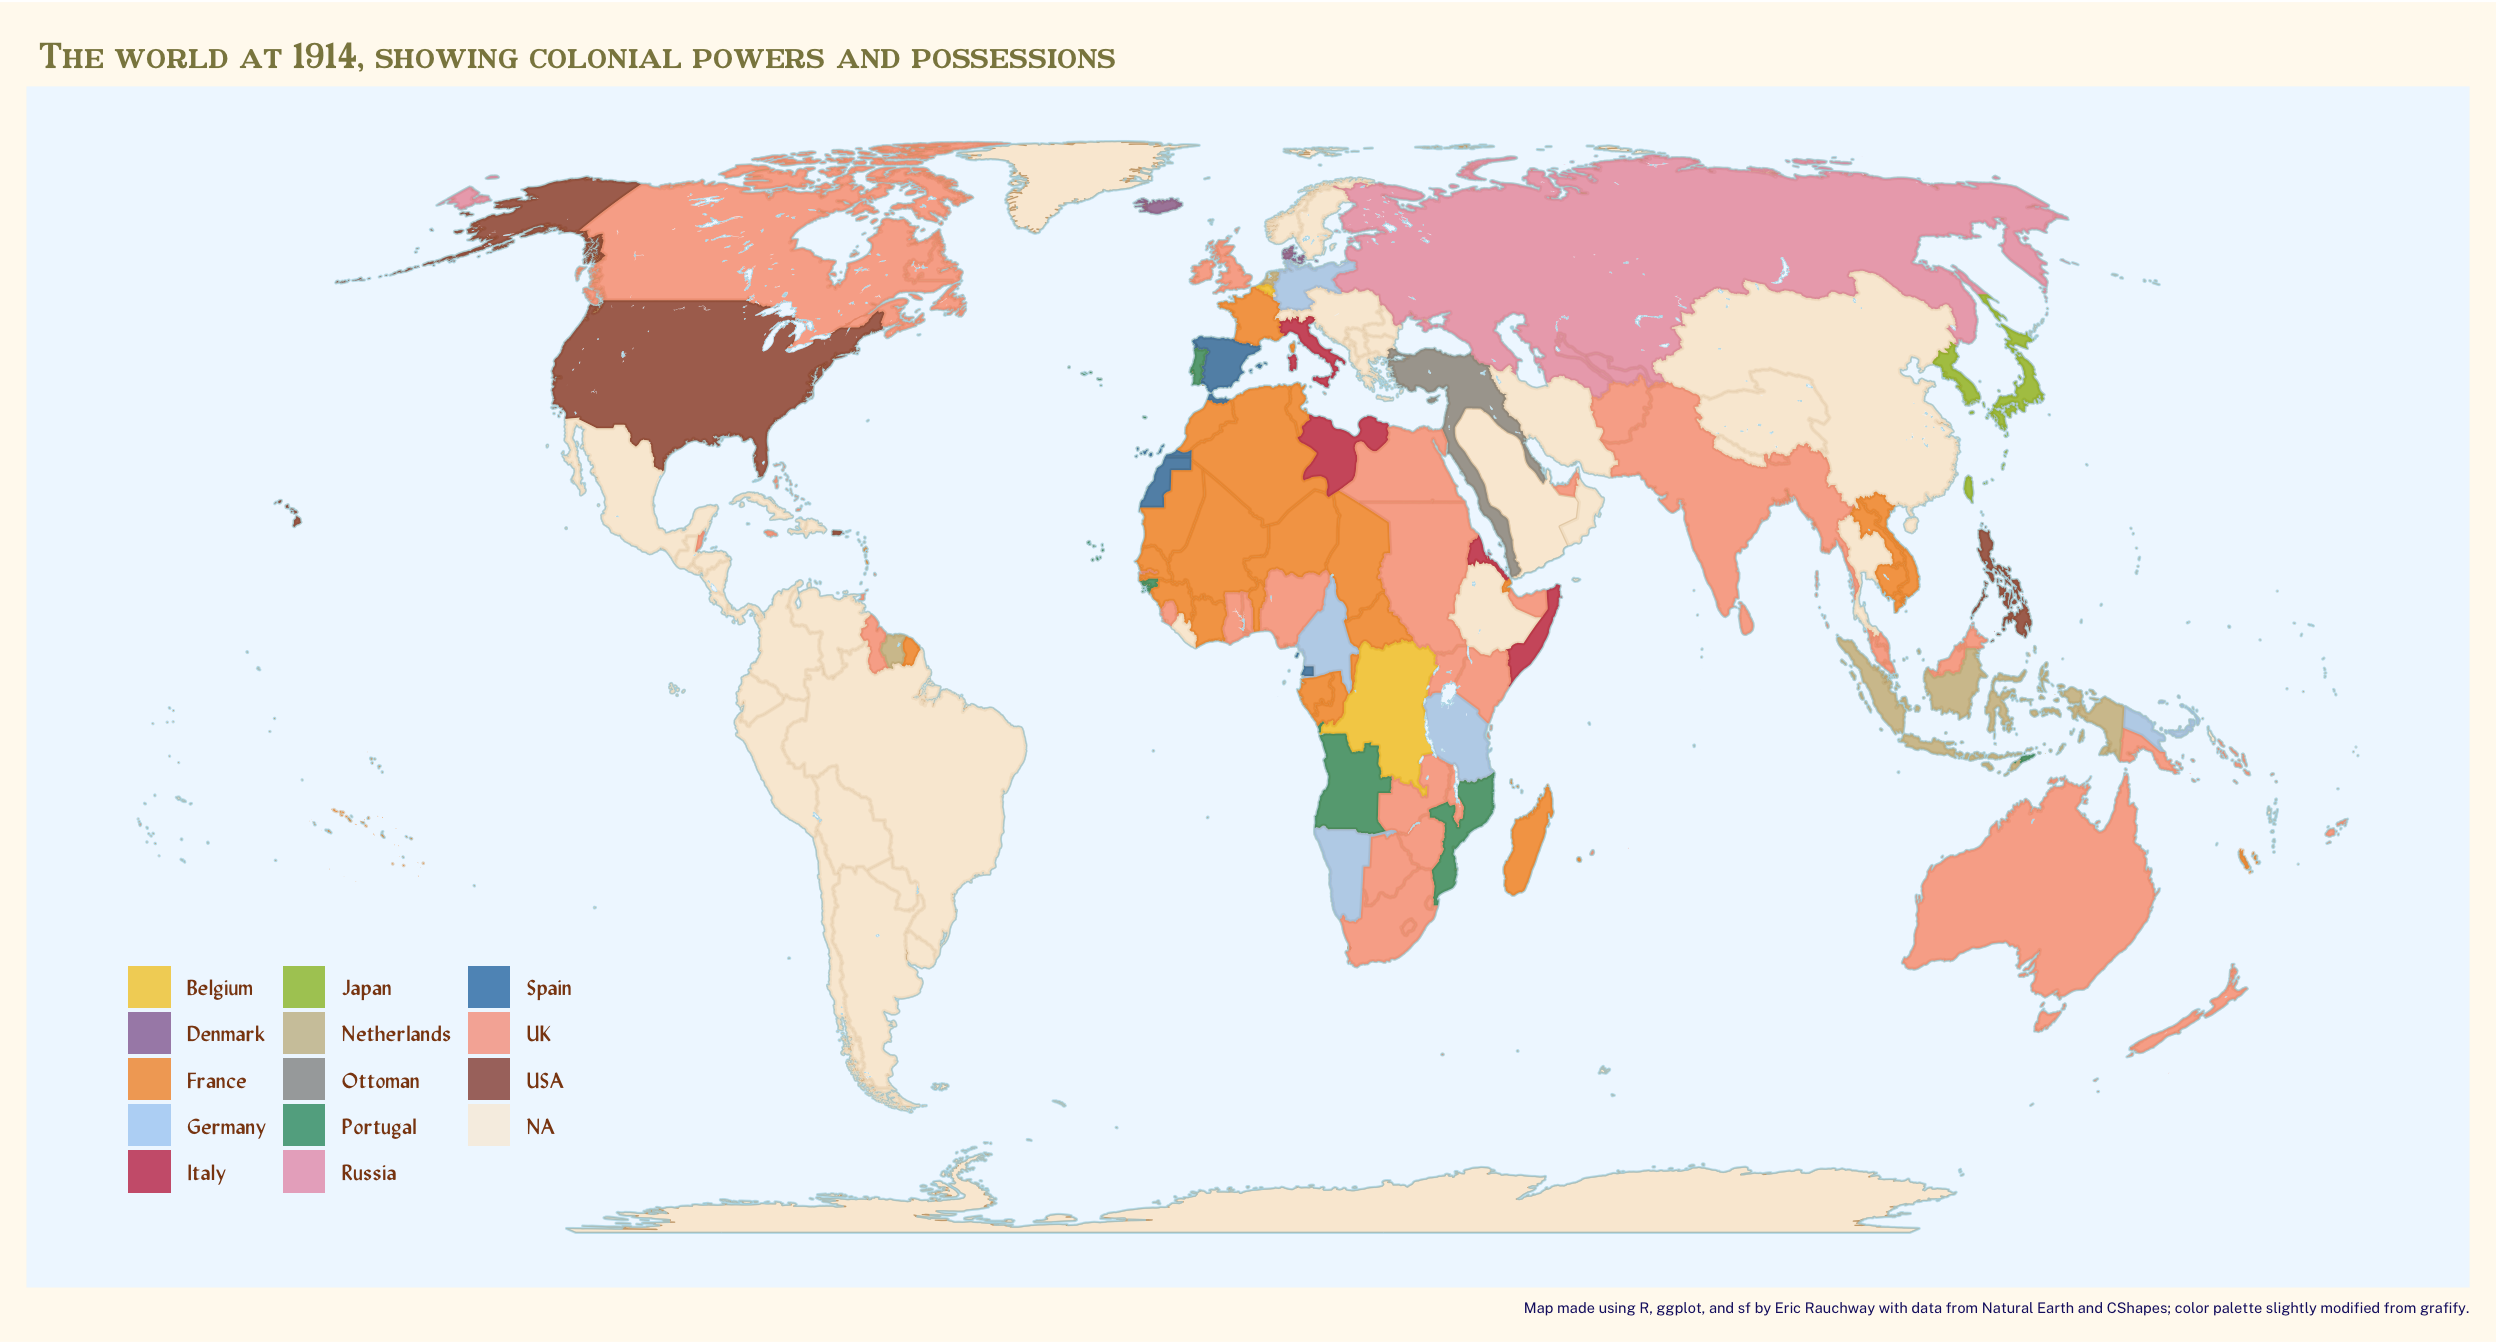 The world at 1914, showing colonial powers and possessions
Belgium
Denmark
France
Germany
Italy
Japan
Netherlands
Ottoman
Portugal
Russia
Spain
UK
USA
NA
Map made using R, ggplot, and sf by Eric Rauchway with data from Natural Earth and CShapes; color palette slightly modified from grafify.